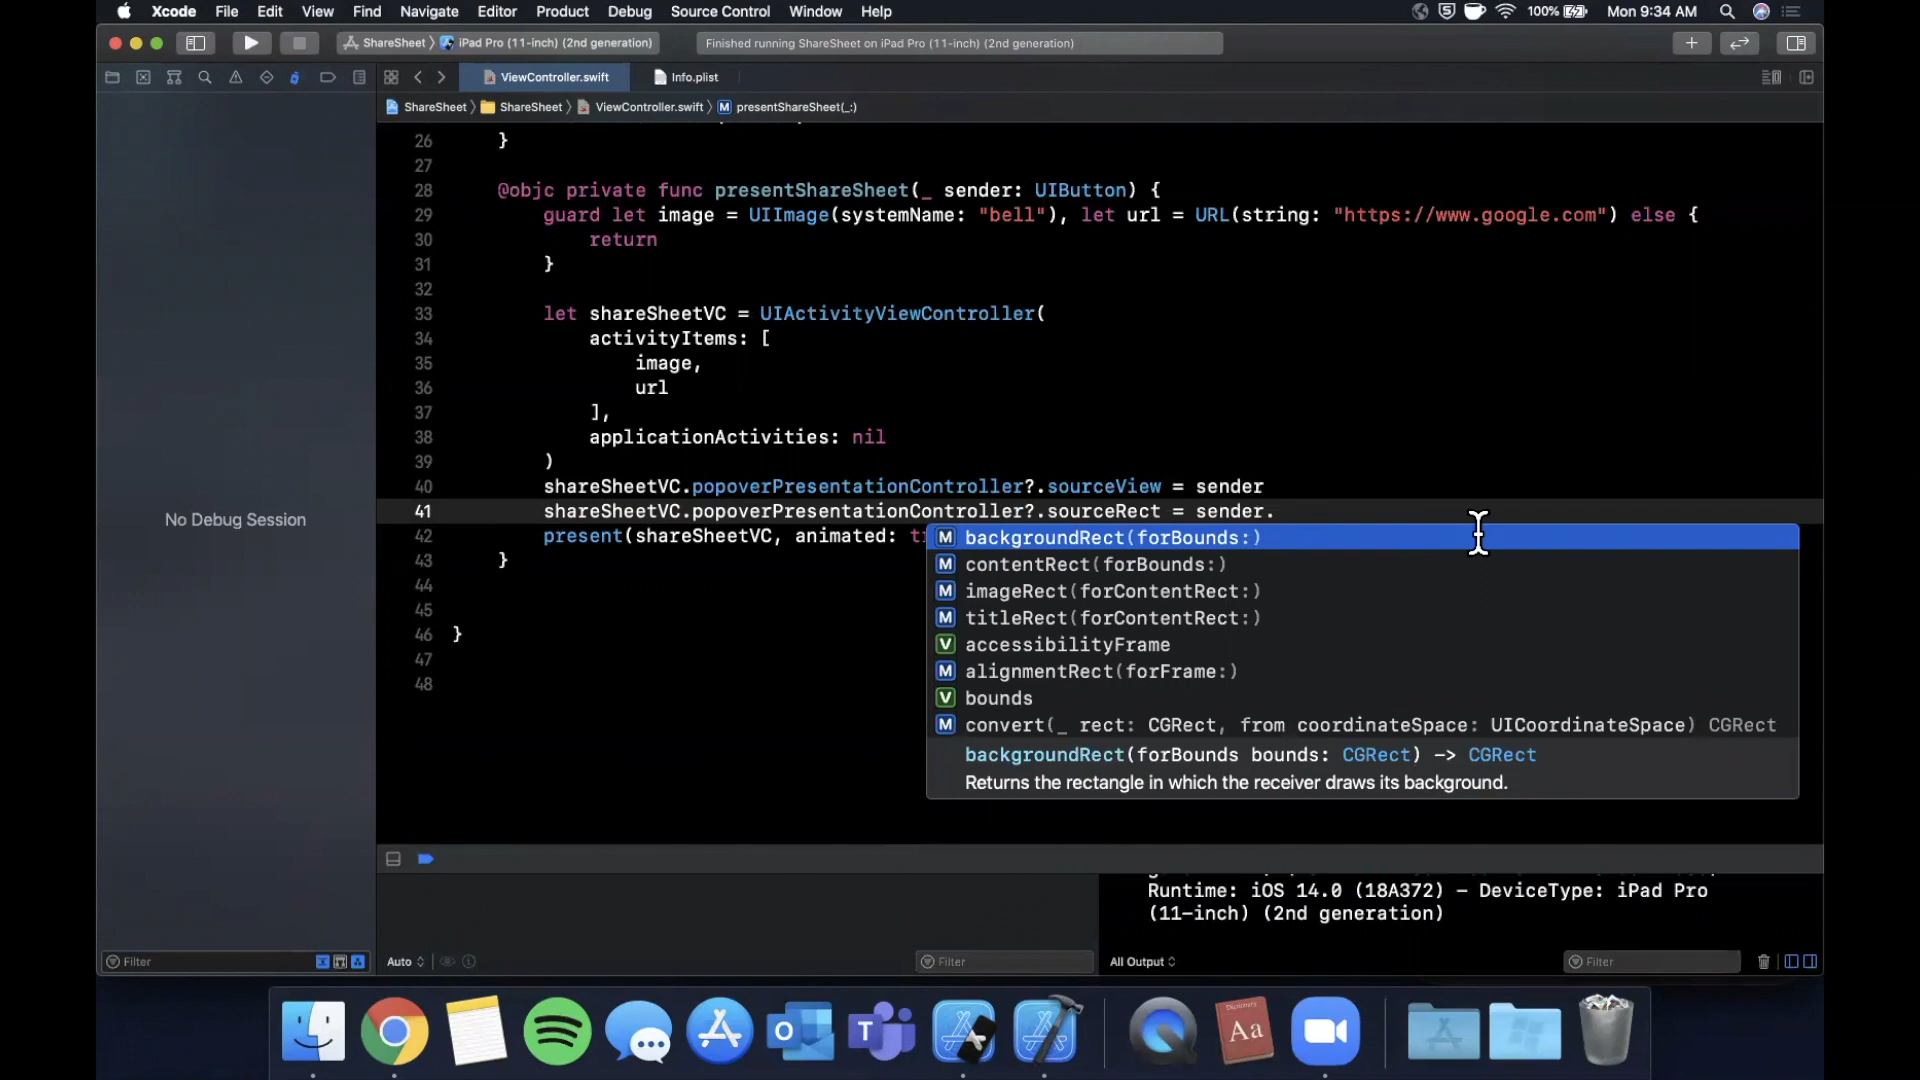 Xcode File Edit View Find Navigate Editor Product Debug Source Control Window Help 100% Mon 9:34 AM
ShareSheet iPad Pro (11-inch) (2nd generation) Finished running ShareSheet on iPad Pro (11-inch) (2nd generation)
ViewController.swift Info.plist
ShareSheet ShareSheet ViewController.swift M presentShareSheet(_:)
26 }
27
28 @objc private func presentShareSheet(_ sender: UIButton) {
29 guard let image = UIImage(systemName: "bell"), let url = URL(string: "https://www.google.com") else {
30 return
31 }
32
33 let shareSheetVC = UIActivityViewController(
34 activityItems: [
35 image,
36 url
37 ],
38 applicationActivities: nil
39 )
40 shareSheetVC.popoverPresentationController?.sourceView = sender
41 shareSheetVC.popoverPresentationController?.sourceRect = sender.
42 present(shareSheetVC, animated:
43 }
44
45
46 }
47
48
M backgroundRect(forBounds:)
M contentRect(forBounds:)
M imageRect(forContentRect:)
M titleRect(forContentRect:)
V accessibilityFrame
M alignmentRect(forFrame:)
V bounds
M convert(_ rect: CGRect, from coordinateSpace: UICoordinateSpace) CGRect
backgroundRect(forBounds bounds: CGRect) -> CGRect
Returns the rectangle in which the receiver draws its background.
No Debug Session
Runtime: iOS 14.0 (18A372) - DeviceType: iPad Pro
(11-inch) (2nd generation)
Filter Auto Filter All Output Filter
Dictionary
Aa
O
T